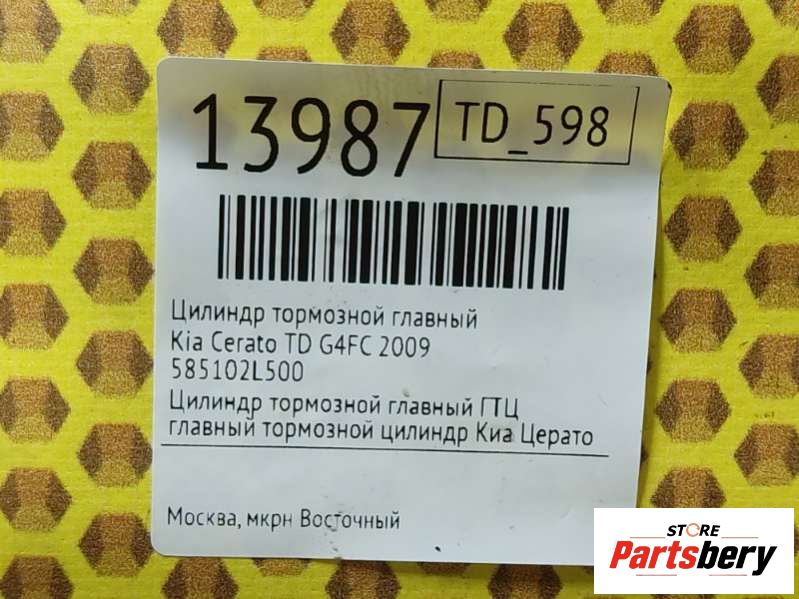 13987
TD_598
Цилиндр тормозной главный
Kia Cerato TD G4FC 2009
585102L500
Цилиндр тормозной главный ГТЦ
главный тормозной цилиндр Киа Церато
Москва, мкрн Восточный
STORE
Partsbery